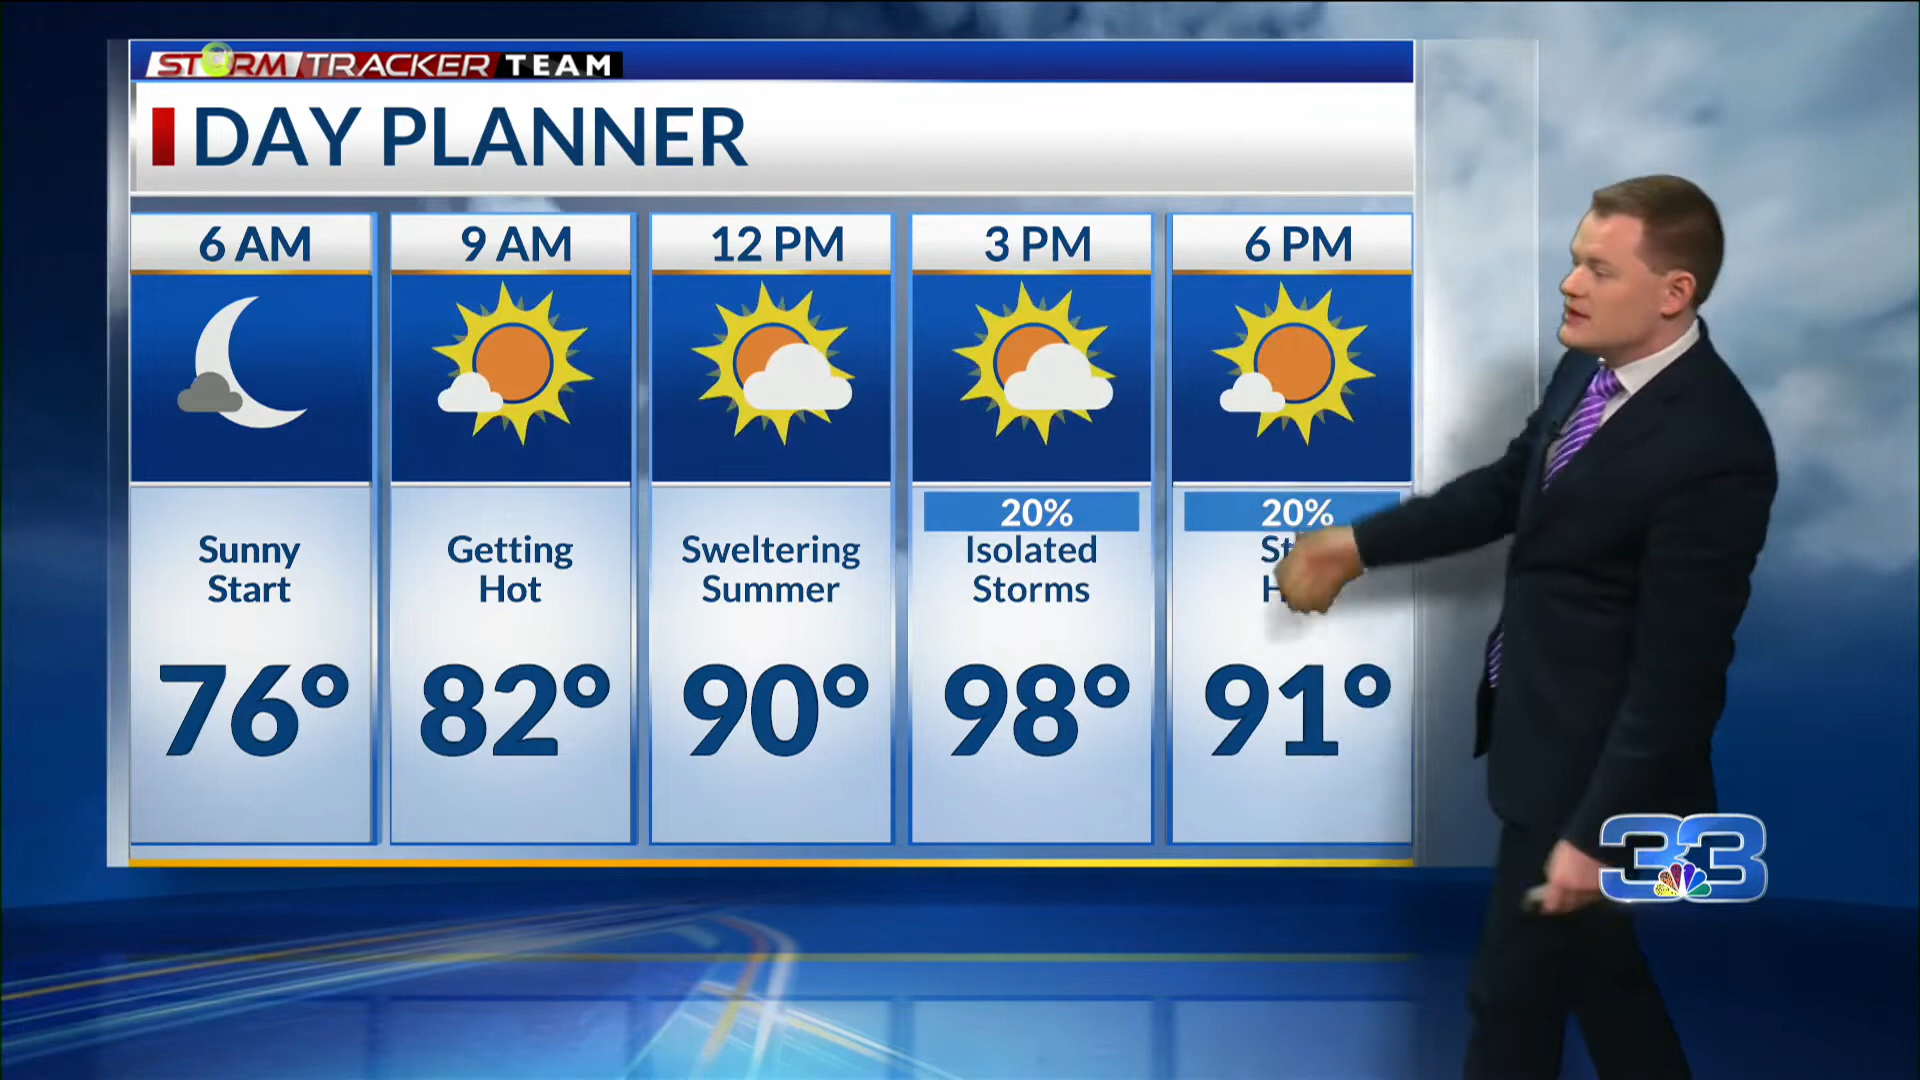 STORM TRACKER TEAM
DAY PLANNER
6 AM
9 AM
12 PM
3 PM
6 PM
20%
20%
Sunny
Start
Getting
Hot
Sweltering
Summer
Isolated
Storms
76°
82°
90°
98°
91°
33